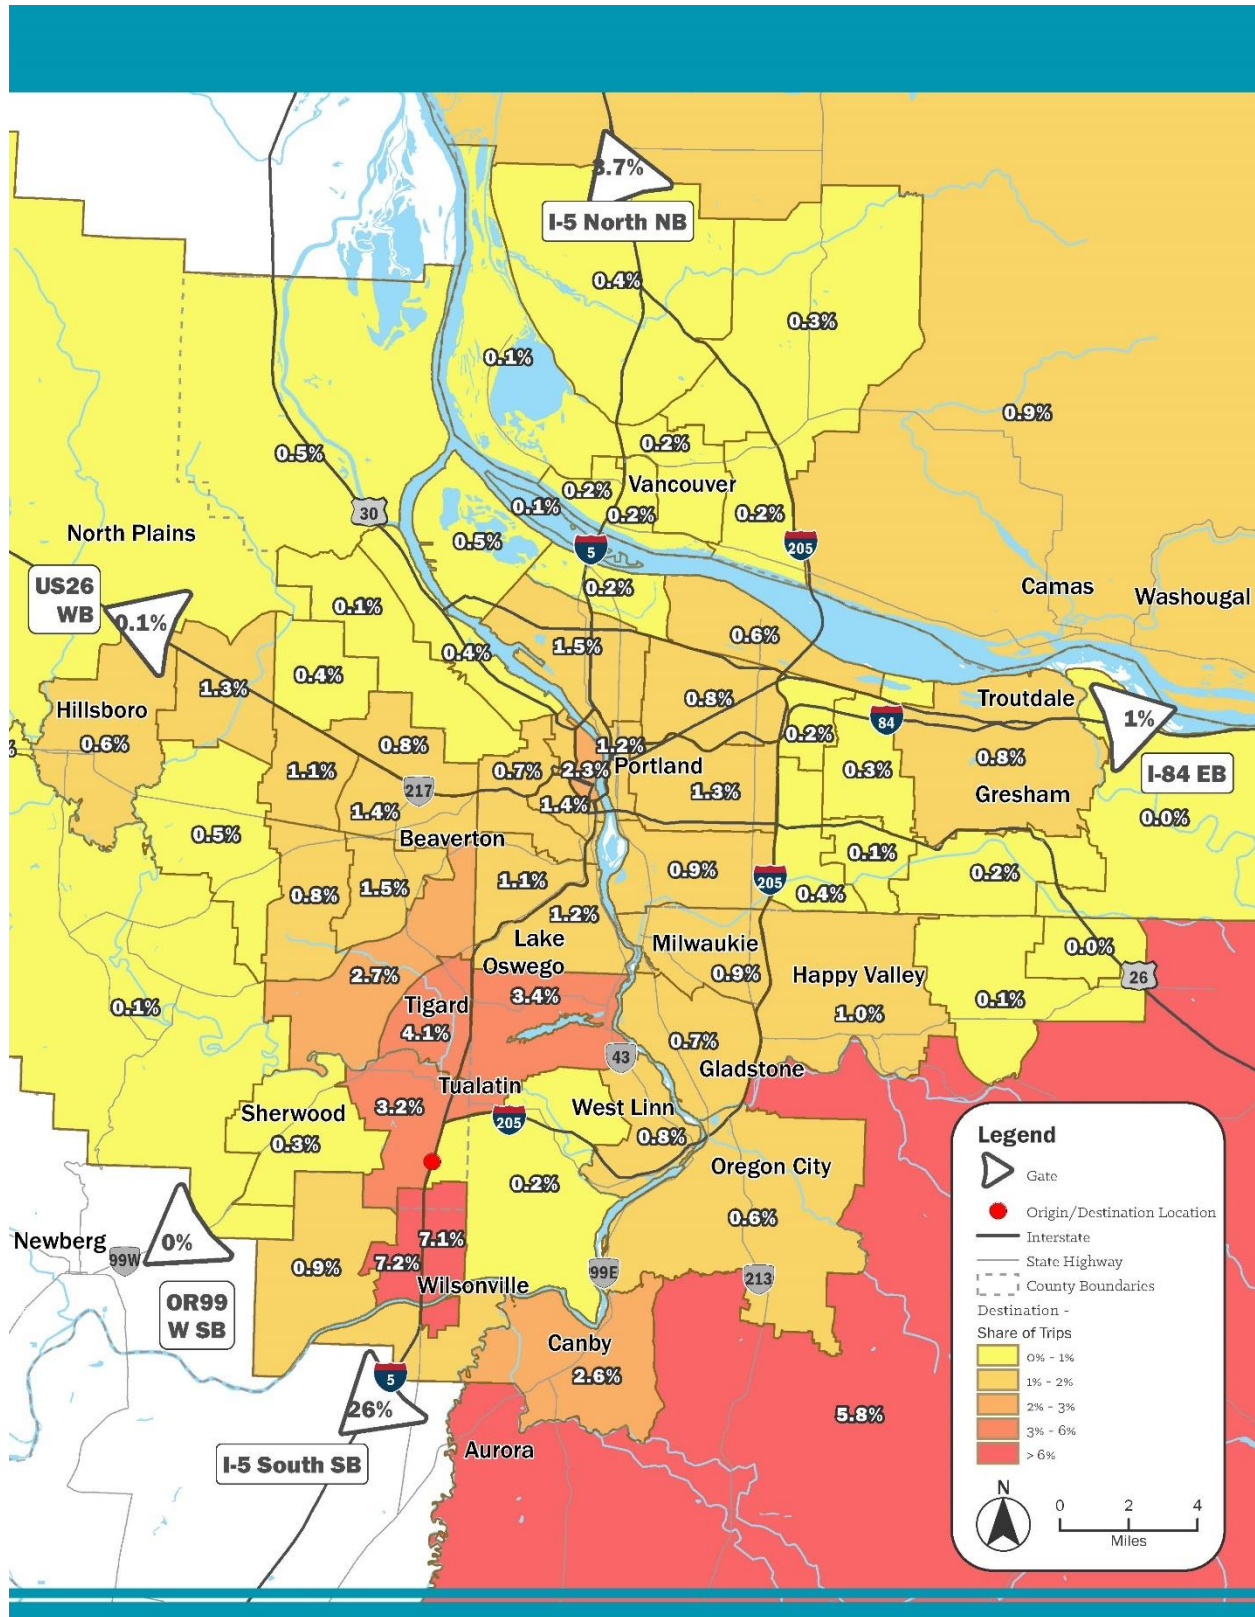 3.7%
I-5 North NB
0.4%
0.3%
0.1%
0.9%
0.5%
0.2%
Vancouver
0.2%
0.1%
0.2%
0.2%
30
North Plains
0.5%
5
205
US26
WB
0.1%
0.1%
0.2%
Camas
Washougal
1.5%
0.6%
0.4%
0.4%
1.3%
0.8%
Hillsboro
Troutdale
1%
84
0.6%
0.8%
1.2%
0.2%
0.8%
I-84 EB
1.1%
0.7%
2.3%
Portland
0.3%
217
1.3%
Gresham
1.4%
1.4%
0.0%
0.5%
Beaverton
0.1%
0.9%
205
0.2%
0.8%
1.5%
1.1%
0.4%
1.2%
Lake
Oswego
Milwaukie
0.0%
2.7%
0.9%
Happy Valley
26
3.4%
0.1%
0.1%
Tigard
1.0%
4.1%
43
0.7%
Gladstone
Tualatin
Sherwood
3.2%
205
West Linn
0.3%
0.8%
Oregon City
0.2%
0.6%
Newberg
99W
0%
7.1%
7.2%
0.9%
Wilsonville
99E
213
OR99
W SB
Canby
2.6%
5
26%
5.8%
I-5 South SB
Aurora
Legend
Gate
Origin/Destination Location
Interstate
State Highway
County Boundaries
Destination -
Share of Trips
0% - 1%
1% - 2%
2% - 3%
3% - 6%
> 6%
N
0 2 4
Miles